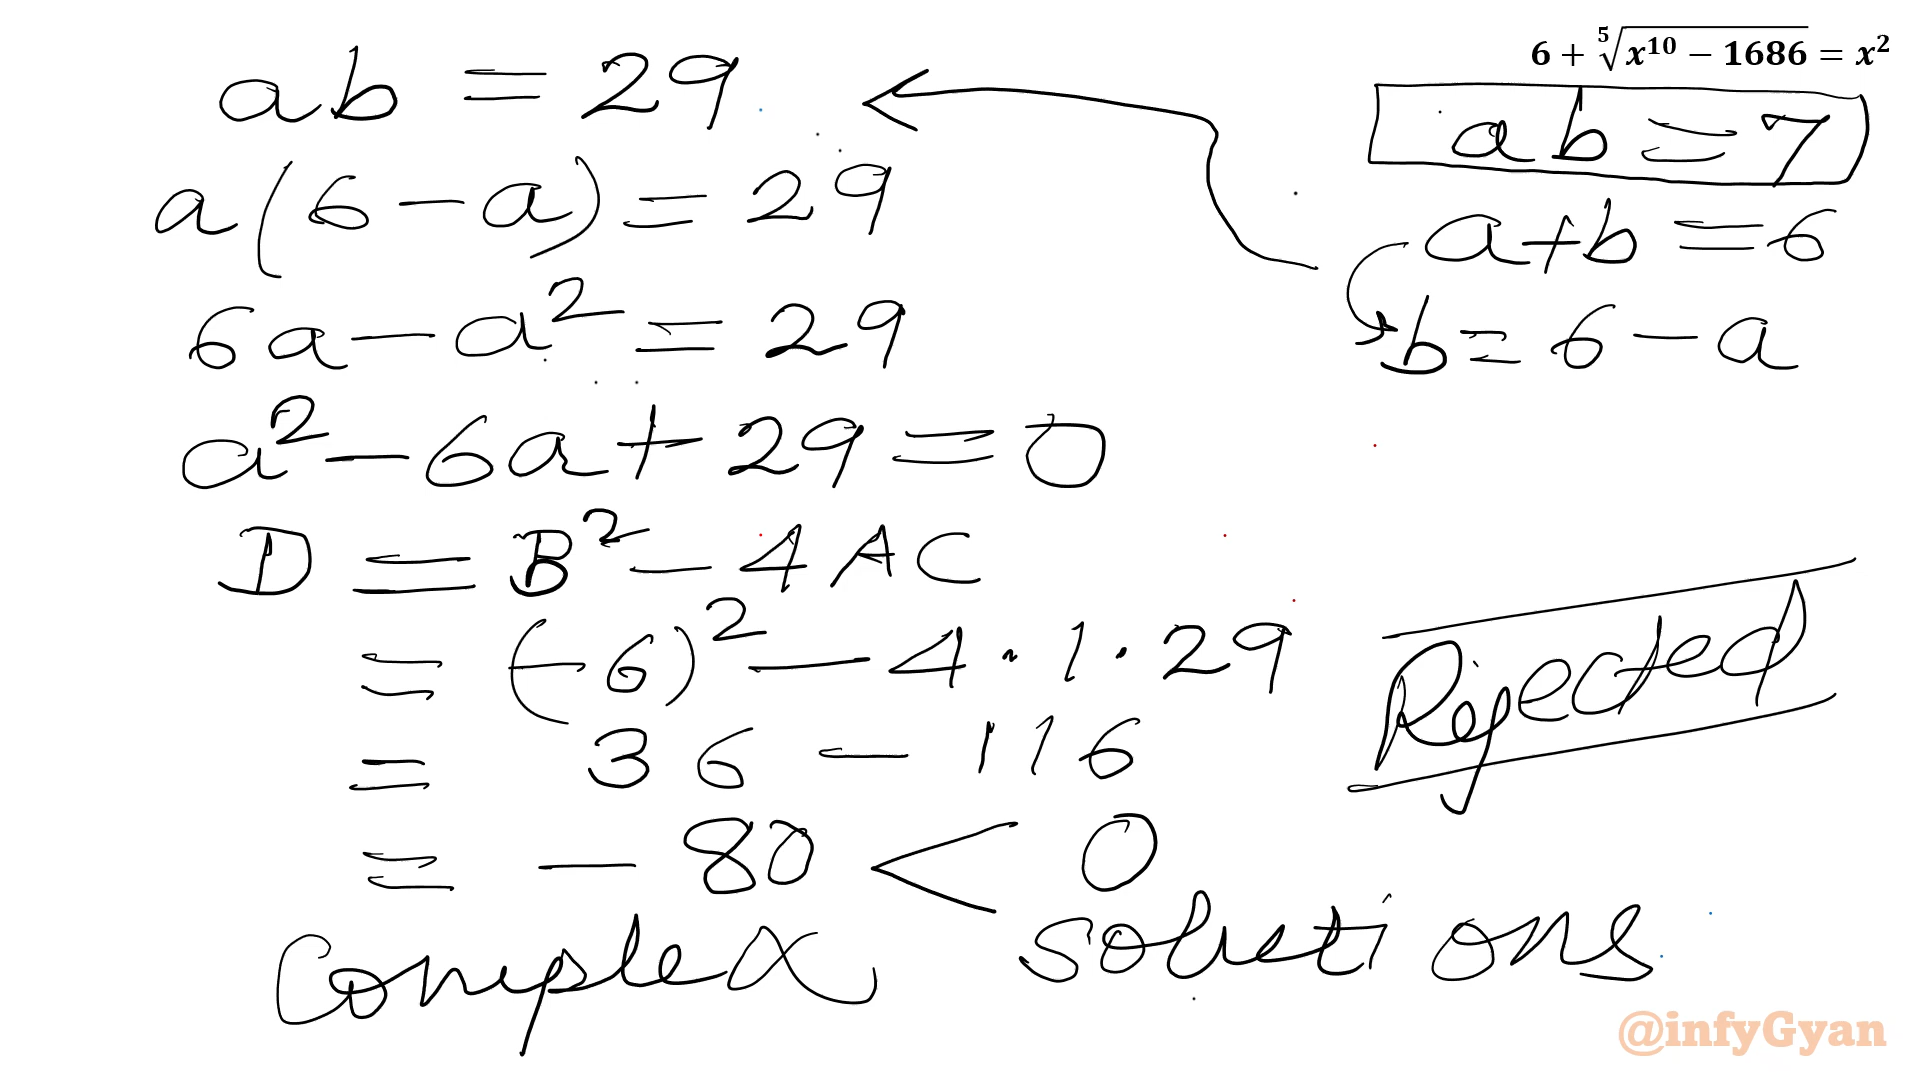 6 + ⁵√(x¹⁰ − 1686) = x²
ab = 7
a+b = 6
b = 6 − a
ab = 29
a(6 − a) = 29
6a − a² = 29
a² − 6a + 29 = 0
D = B² − 4AC
= (−6)² − 4 · 1 · 29
= 36 − 116
= − 80 < 0
Complex solutions
Rejected
@infyGyan